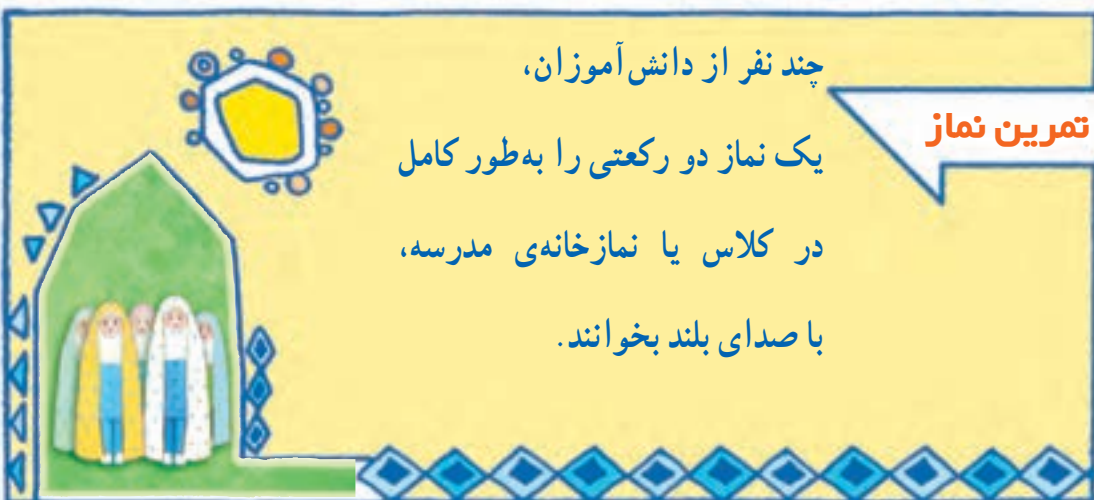 تمرین نماز
چند نفر از دانش‌آموزان،
یک نماز دو رکعتی را به‌طور کامل
در کلاس یا نمازخانه‌ی مدرسه،
با صدای بلند بخوانند.